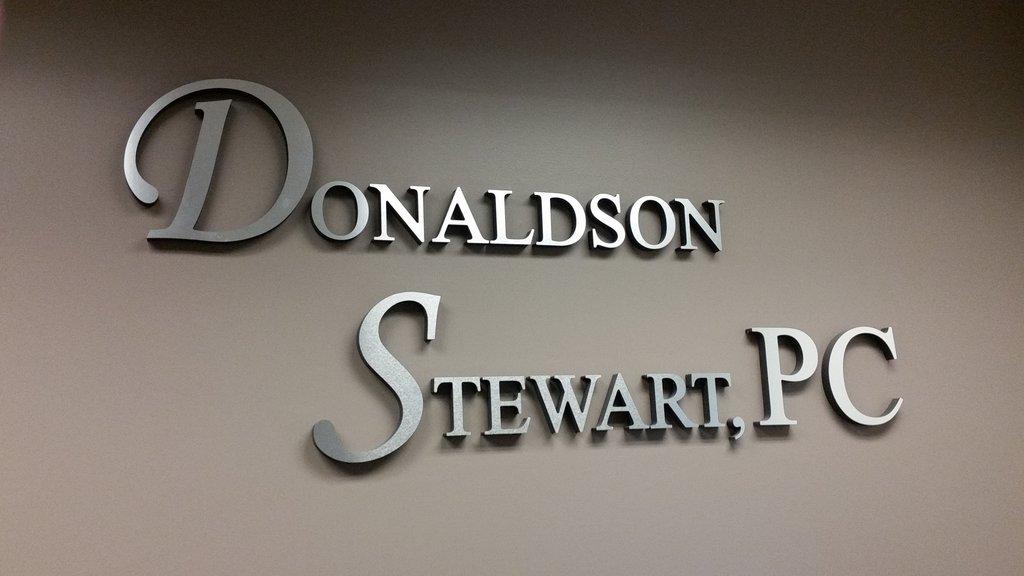 DONALDSON
STEWART, PC